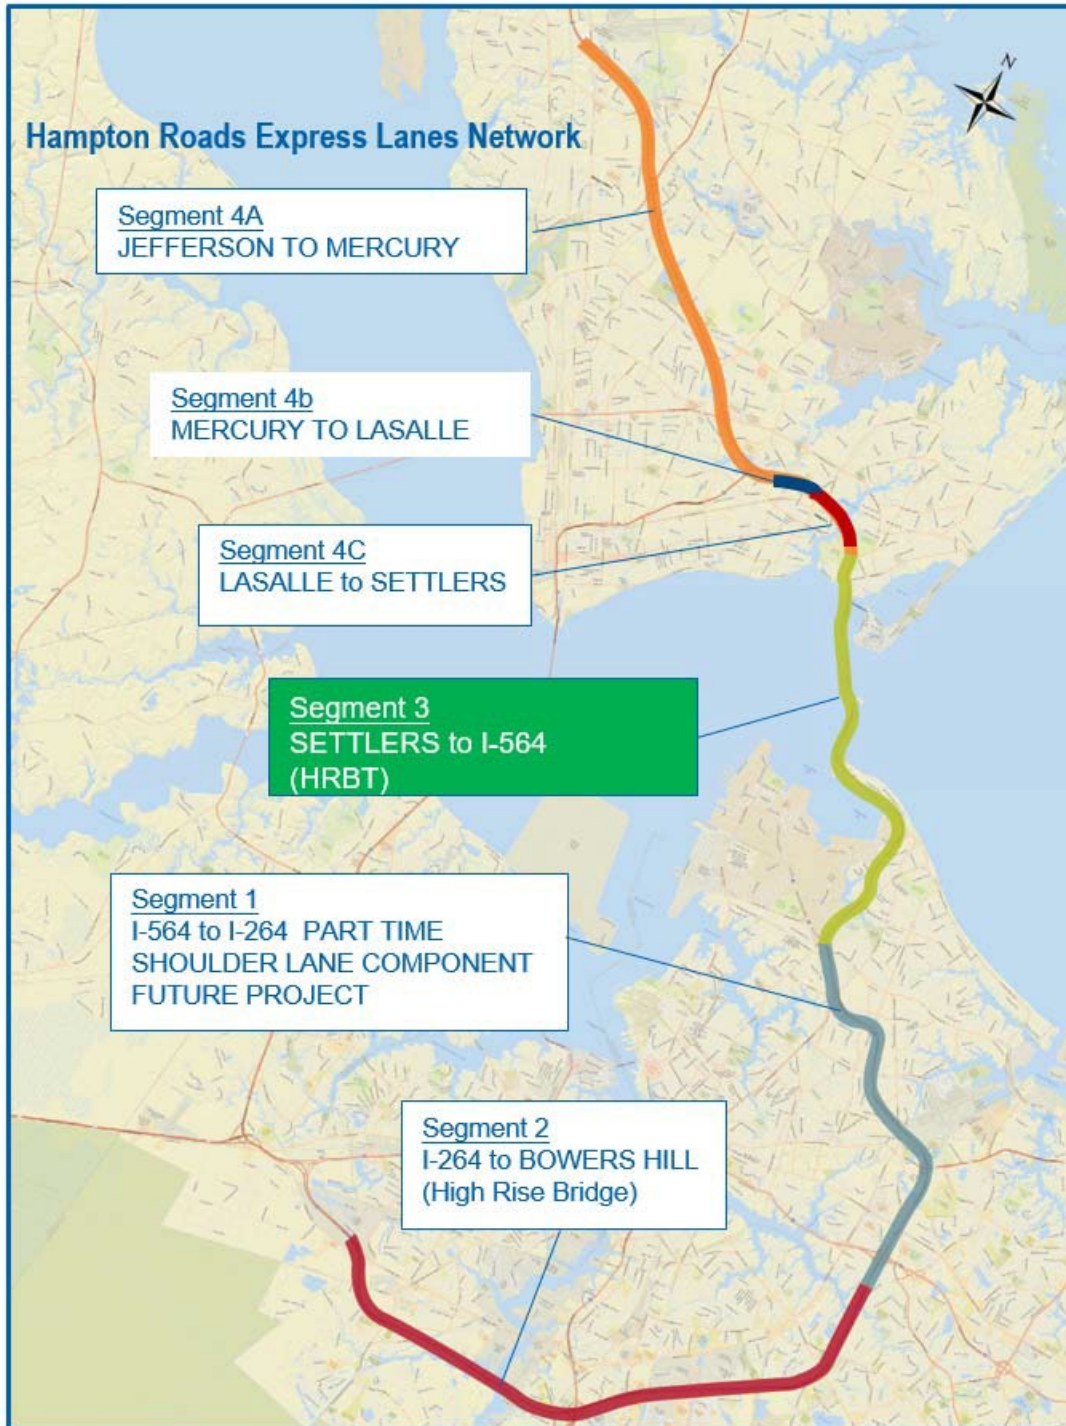 N
Hampton Roads Express Lanes Network
Segment 4A
JEFFERSON TO MERCURY
Segment 4b
MERCURY TO LASALLE
Segment 4C
LASALLE to SETTLERS
Segment 3
SETTLERS to I-564
(HRBT)
Segment 1
I-564 to I-264 PART TIME
SHOULDER LANE COMPONENT
FUTURE PROJECT
Segment 2
I-264 to BOWERS HILL
(High Rise Bridge)